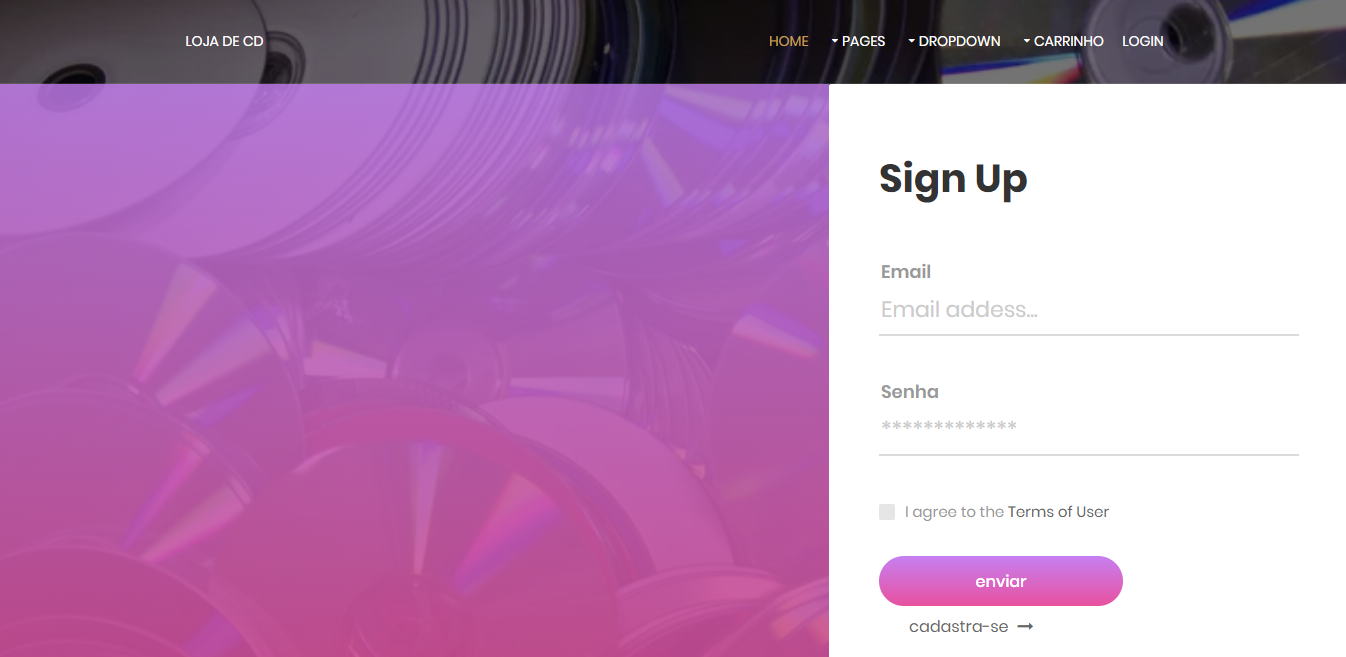 LOJA DE CD HOME PAGES DROPDOWN CARRINHO LOGIN
Sign Up
Email
Email addess...
Senha
*************
I agree to the Terms of User
enviar
cadastra-se →